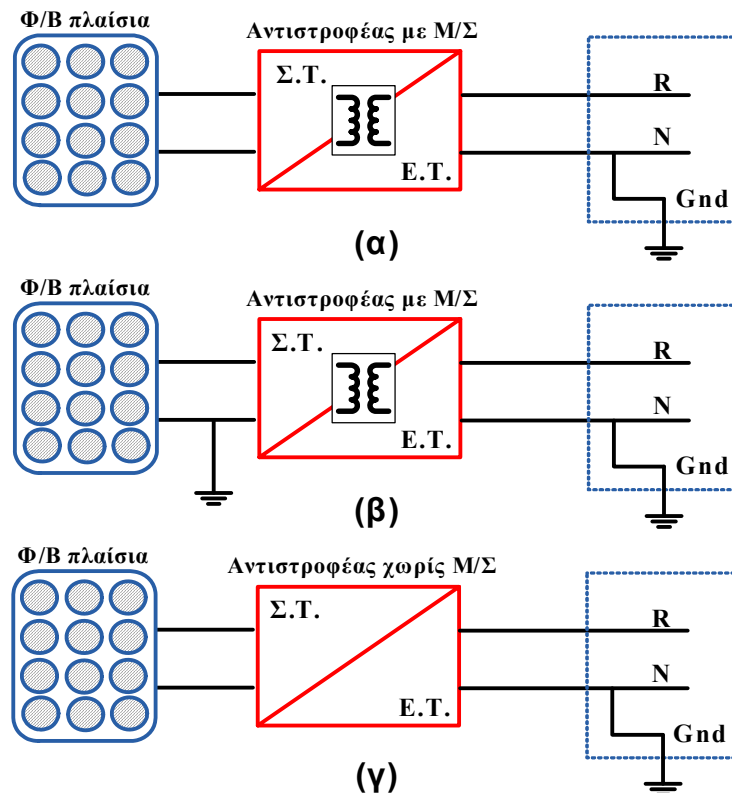 Φ/Β πλαίσια
Αντιστροφέας με Μ/Σ
Σ.Τ.
Ε.Τ.
R
N
Gnd
(α)
Φ/Β πλαίσια
Αντιστροφέας με Μ/Σ
Σ.Τ.
Ε.Τ.
R
N
Gnd
(β)
Φ/Β πλαίσια
Αντιστροφέας χωρίς Μ/Σ
Σ.Τ.
Ε.Τ.
R
N
Gnd
(γ)